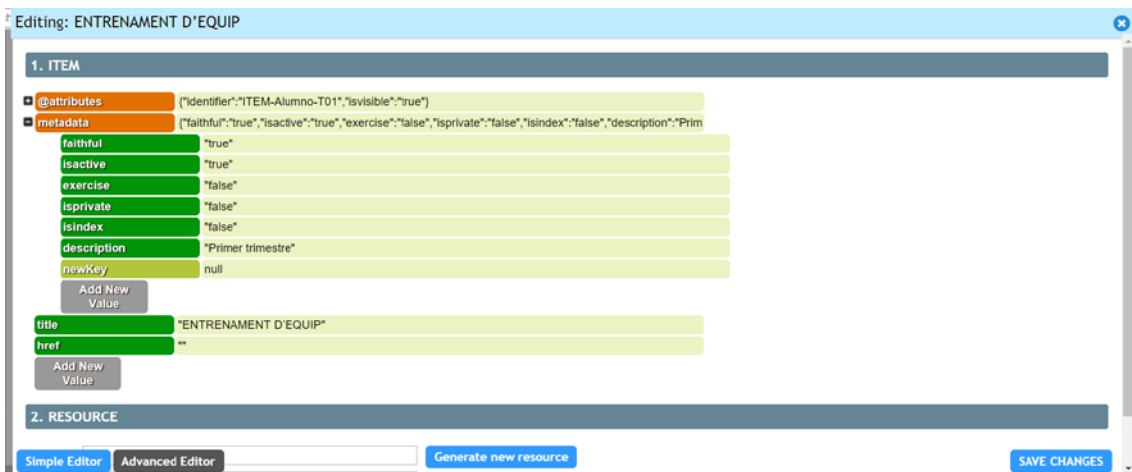 Editing: ENTRENAMENT D'EQUIP
1. ITEM
@attributes {"identifier":"ITEM-Alumno-T01","isvisible":"true"}
metadata {"faithful":"true","isactive":"true","exercise":"false","isprivate":"false","isindex":"false","description":"Prim
faithful "true"
isactive "true"
exercise "false"
isprivate "false"
isindex "false"
description "Primer trimestre"
newKey null
Add New
Value
title "ENTRENAMENT D'EQUIP"
href ""
Add New
Value
2. RESOURCE
Generate new resource
Simple Editor Advanced Editor SAVE CHANGES